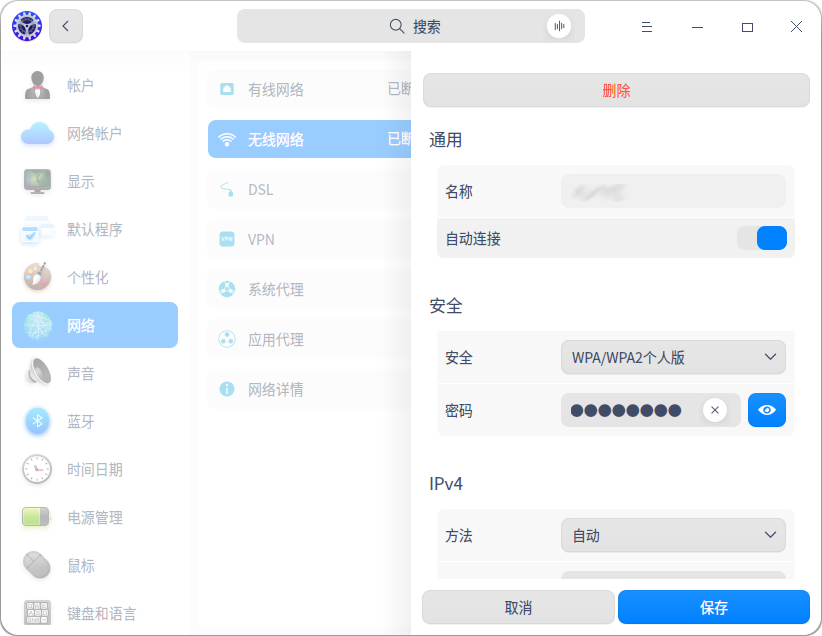 搜索
帐户
网络帐户
显示
默认程序
个性化
网络
声音
蓝牙
时间日期
电源管理
鼠标
键盘和语言
有线网络 已断
无线网络 已断
DSL
VPN
系统代理
应用代理
网络详情
删除
通用
名称
自动连接
安全
安全 WPA/WPA2个人版
密码 ●●●●●●●●
IPv4
方法 自动
取消 保存